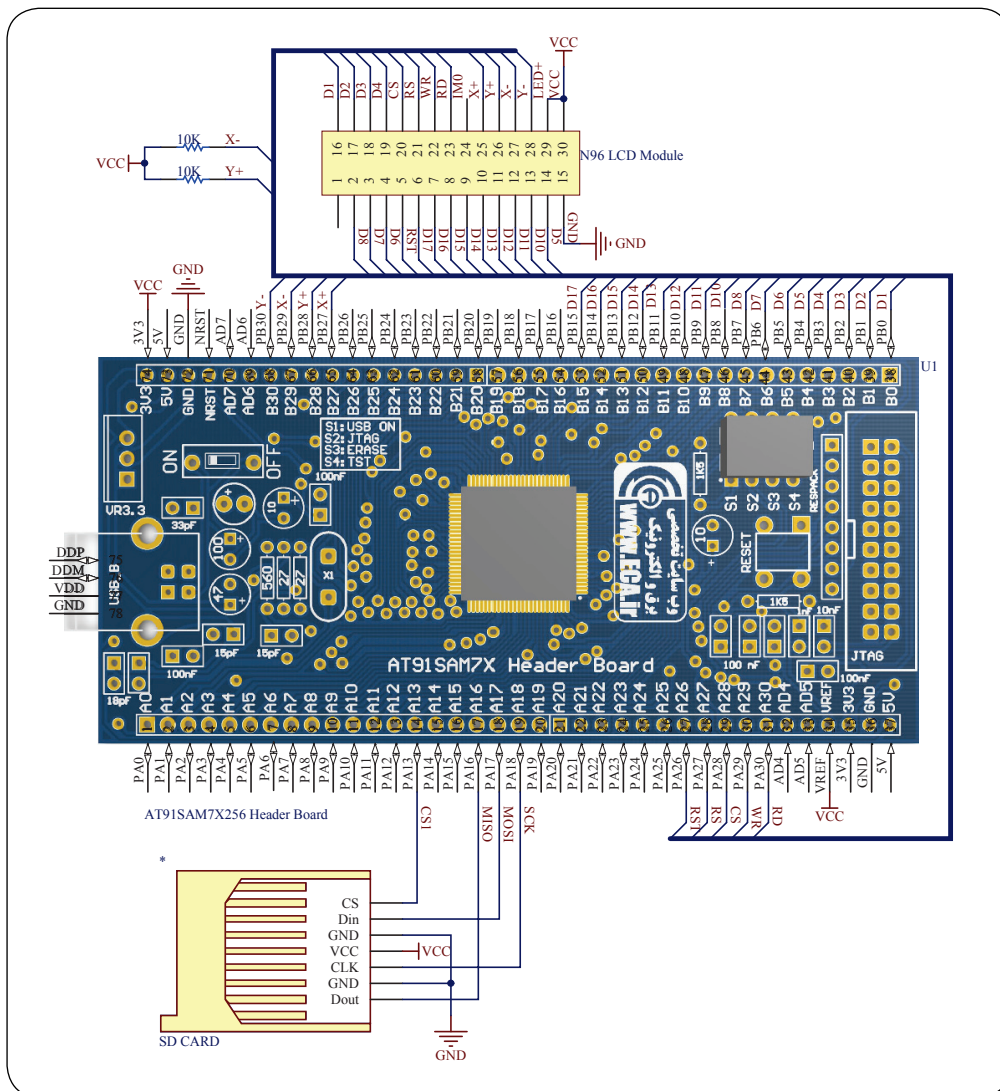 VCC
D1 D2 D3 D4 CS RS WR RD IM0 X+ Y+ X- Y- LED+ VCC
16 17 18 19 20 21 22 23 24 25 26 27 28 29 30
N96 LCD Module
1 2 3 4 5 6 7 8 9 10 11 12 13 14 15
D8 D7 D6 RST D17 D16 D15 D14 D13 D12 D11 D10 D5 GND
GND
10K X-
VCC
10K Y+
VCC GND
Y- X- Y+ X+ D17 D16 D15 D14 D13 D12 D11 D10 D8 D7 D6 D5 D4 D3 D2 D1
3V3 5V GND NRST AD7 AD6 PB30 PB29 PB28 PB27 PB26 PB25 PB24 PB23 PB22 PB21 PB20 PB19 PB18 PB17 PB16 PB15 PB14 PB13 PB12 PB11 PB10 PB9 PB8 PB7 PB6 PB5 PB4 PB3 PB2 PB1 PB0
U1
3V3 5V GND NRST AD7 AD6 B30 B29 B28 B27 B26 B25 B24 B23 B22 B21 B20 B19 B18 B17 B16 B15 B14 B13 B12 B11 B10 B9 B8 B7 B6 B5 B4 B3 B2 B1 B0
S1:USB ON
S2:JTAG
S3:ERASE
S4:TST
ON OFF
100nF
VR3.3
33pF
10
100
47
560 27 27
X1
1K5
S1 S2 S3 S4
RESPACK
10
RESET
WWW.ECA.ir
DDP
DDM
VDD
GND
USB_B
78
15pF 15pF
100nF
18pF
1K5
10nF
100 nF
100nF
JTAG
AT91SAM7X Header Board
A0 A1 A2 A3 A4 A5 A6 A7 A8 A9 A10 A11 A12 A13 A14 A15 A16 A17 A18 A19 A20 A21 A22 A23 A24 A25 A26 A27 A28 A29 A30 AD4 AD5 VREF 3V3 GND 5V
PA0 PA1 PA2 PA3 PA4 PA5 PA6 PA7 PA8 PA9 PA10 PA11 PA12 PA13 PA14 PA15 PA16 PA17 PA18 PA19 PA20 PA21 PA22 PA23 PA24 PA25 PA26 PA27 PA28 PA29 PA30 AD4 AD5 VREF 3V3 GND 5V
AT91SAM7X256 Header Board
CS1 MISO MOSI SCK RST RS CS WR RD VCC
*
CS
Din
GND
VCC VCC
CLK
GND
Dout
SD CARD
GND